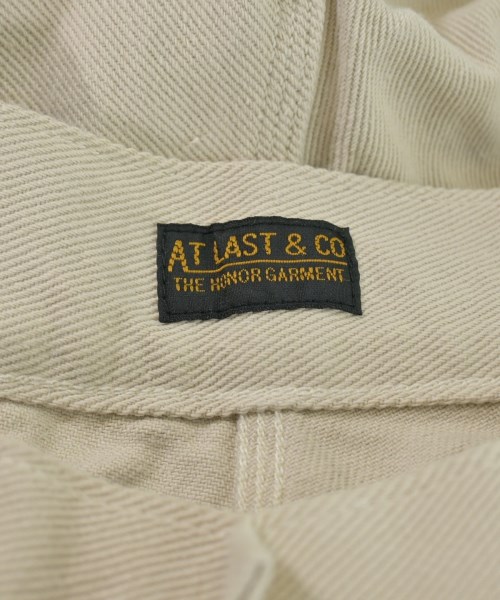 AT LAST & CO
THE HONOR GARMENT